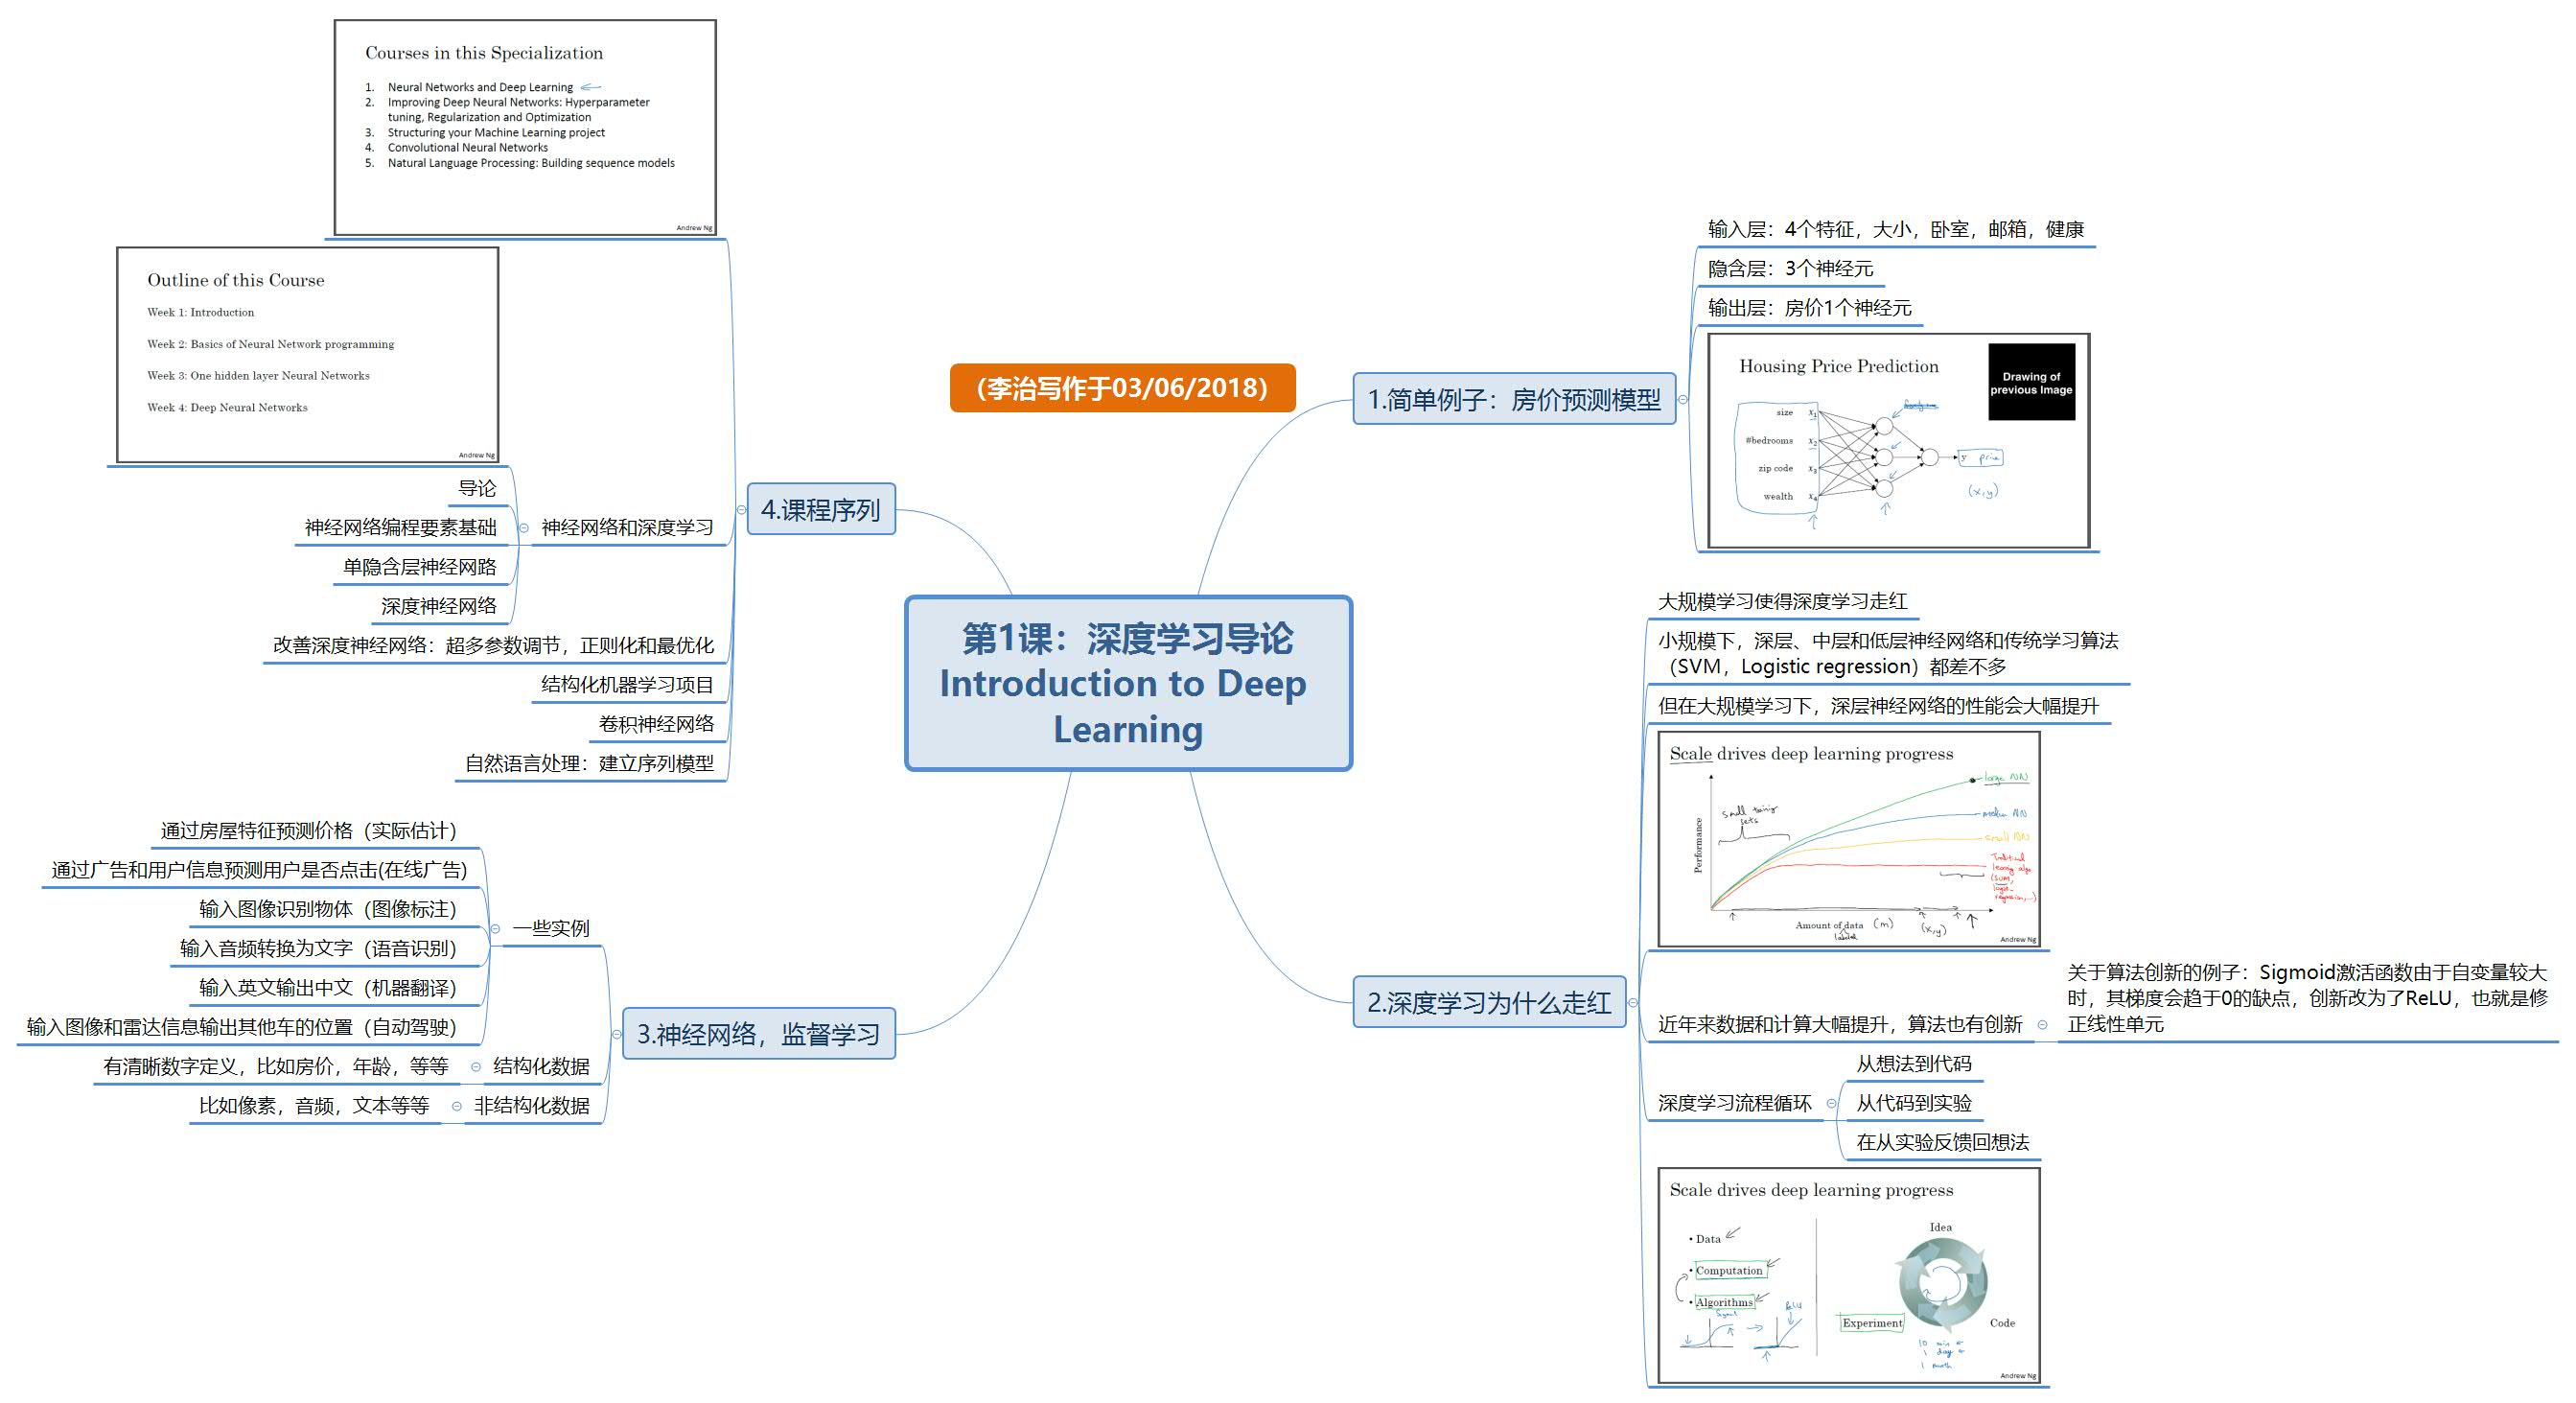 第1课：深度学习导论
Introduction to Deep
Learning
（李治写作于03/06/2018）
1.简单例子：房价预测模型
输入层：4个特征，大小，卧室，邮箱，健康
隐含层：3个神经元
输出层：房价1个神经元
Housing Price Prediction
Drawing of
previous Image
size x1
#bedrooms x2
zip code x3
wealth x4
price
(x,y)
2.深度学习为什么走红
大规模学习使得深度学习走红
小规模下，深层、中层和低层神经网络和传统学习算法
（SVM，Logistic regression）都差不多
但在大规模学习下，深层神经网络的性能会大幅提升
Scale drives deep learning progress
large NN
small training
sets
medium NN
small NN
Performance
Traditional
learning algs
(SVM,
logistic
regression,...)
Amount of data (m)
labeled
(x,y)
Andrew Ng
近年来数据和计算大幅提升，算法也有创新
关于算法创新的例子：Sigmoid激活函数由于自变量较大
时，其梯度会趋于0的缺点，创新改为了ReLU，也就是修
正线性单元
深度学习流程循环
从想法到代码
从代码到实验
在从实验反馈回想法
Scale drives deep learning progress
• Data
• Computation
• Algorithms
Sigmoid
ReLU
Idea
Experiment
Code
10 min
1 day
1 month
Andrew Ng
3.神经网络，监督学习
一些实例
通过房屋特征预测价格（实际估计）
通过广告和用户信息预测用户是否点击(在线广告)
输入图像识别物体（图像标注）
输入音频转换为文字（语音识别）
输入英文输出中文（机器翻译）
输入图像和雷达信息输出其他车的位置（自动驾驶）
结构化数据
有清晰数字定义，比如房价，年龄，等等
非结构化数据
比如像素，音频，文本等等
4.课程序列
Courses in this Specialization
1. Neural Networks and Deep Learning
2. Improving Deep Neural Networks: Hyperparameter
tuning, Regularization and Optimization
3. Structuring your Machine Learning project
4. Convolutional Neural Networks
5. Natural Language Processing: Building sequence models
Andrew Ng
神经网络和深度学习
Outline of this Course
Week 1: Introduction
Week 2: Basics of Neural Network programming
Week 3: One hidden layer Neural Networks
Week 4: Deep Neural Networks
Andrew Ng
导论
神经网络编程要素基础
单隐含层神经网路
深度神经网络
改善深度神经网络：超多参数调节，正则化和最优化
结构化机器学习项目
卷积神经网络
自然语言处理：建立序列模型